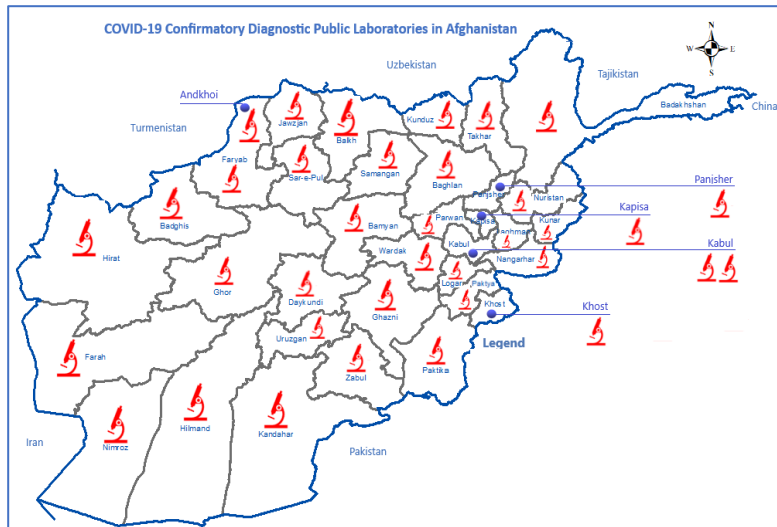 COVID-19 Confirmatory Diagnostic Public Laboratories in Afghanistan
N
W E
S
Uzbekistan
Tajikistan
China
Andkhoi
Turmenistan
Badakhshan
Jawzjan
Balkh
Kunduz
Takhar
Faryab
Sar-e-Pul
Samangan
Baghlan
Panjsher
Panjsher
Nuristan
Badghis
Bamyan
Parwan
Kapisa
Kapisa
Kunar
Laghman
Hirat
Wardak
Kabul
Kabul
Nangarhar
Ghor
Daykundi
Logar
Paktya
Ghazni
Khost
Khost
Uruzgan
Legend
Farah
Zabul
Paktika
Nimroz
Hilmand
Kandahar
Iran
Pakistan